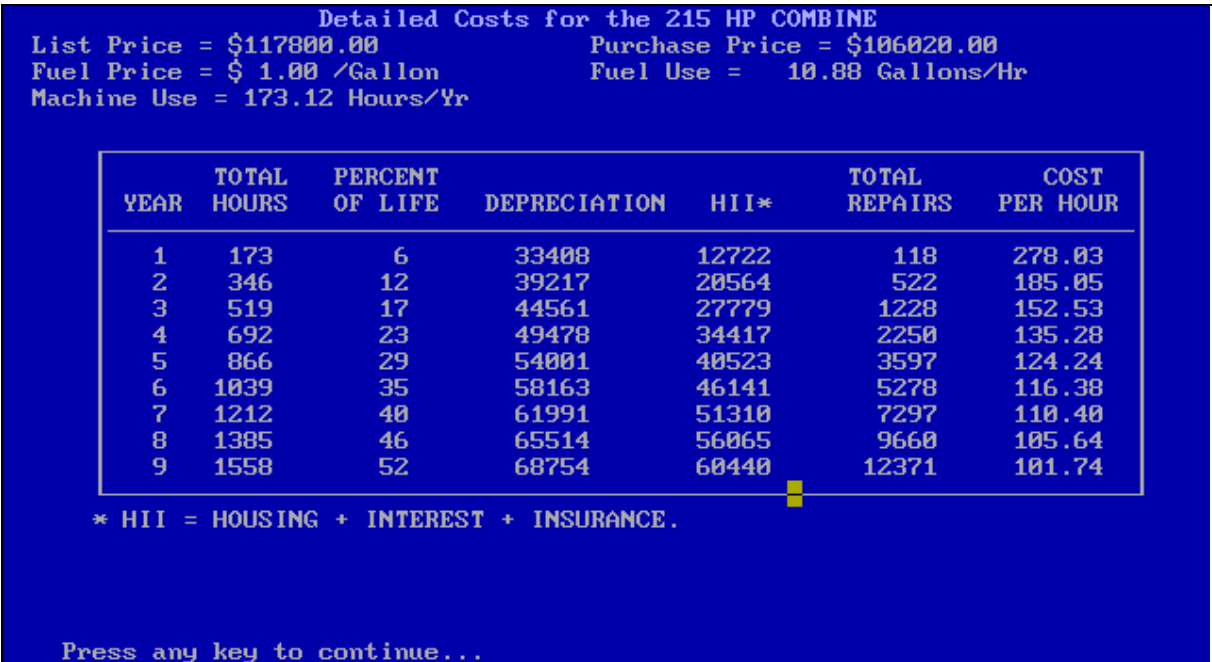 Detailed Costs for the 215 HP COMBINE
List Price = $117800.00 Purchase Price = $106020.00
Fuel Price = $ 1.00 /Gallon Fuel Use = 10.88 Gallons/Hr
Machine Use = 173.12 Hours/Yr
TOTAL PERCENT TOTAL COST
YEAR HOURS OF LIFE DEPRECIATION HII* REPAIRS PER HOUR
1 173 6 33408 12722 118 278.03
2 346 12 39217 20564 522 185.05
3 519 17 44561 27779 1228 152.53
4 692 23 49478 34417 2250 135.28
5 866 29 54001 40523 3597 124.24
6 1039 35 58163 46141 5278 116.38
7 1212 40 61991 51310 7297 110.40
8 1385 46 65514 56065 9660 105.64
9 1558 52 68754 60440 12371 101.74
* HII = HOUSING + INTEREST + INSURANCE.
Press any key to continue...